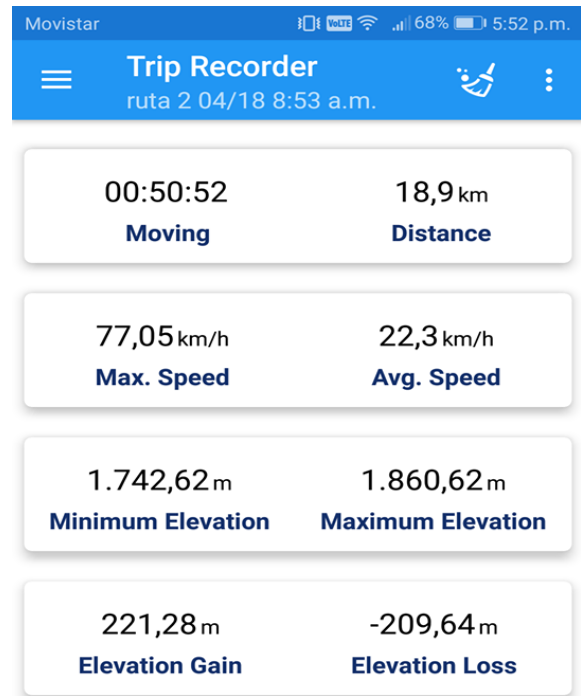 Movistar VoLTE 68% 5:52 p.m.
Trip Recorder
ruta 2 04/18 8:53 a.m.
00:50:52 18,9 km
Moving Distance
77,05 km/h 22,3 km/h
Max. Speed Avg. Speed
1.742,62 m 1.860,62 m
Minimum Elevation Maximum Elevation
221,28 m -209,64 m
Elevation Gain Elevation Loss